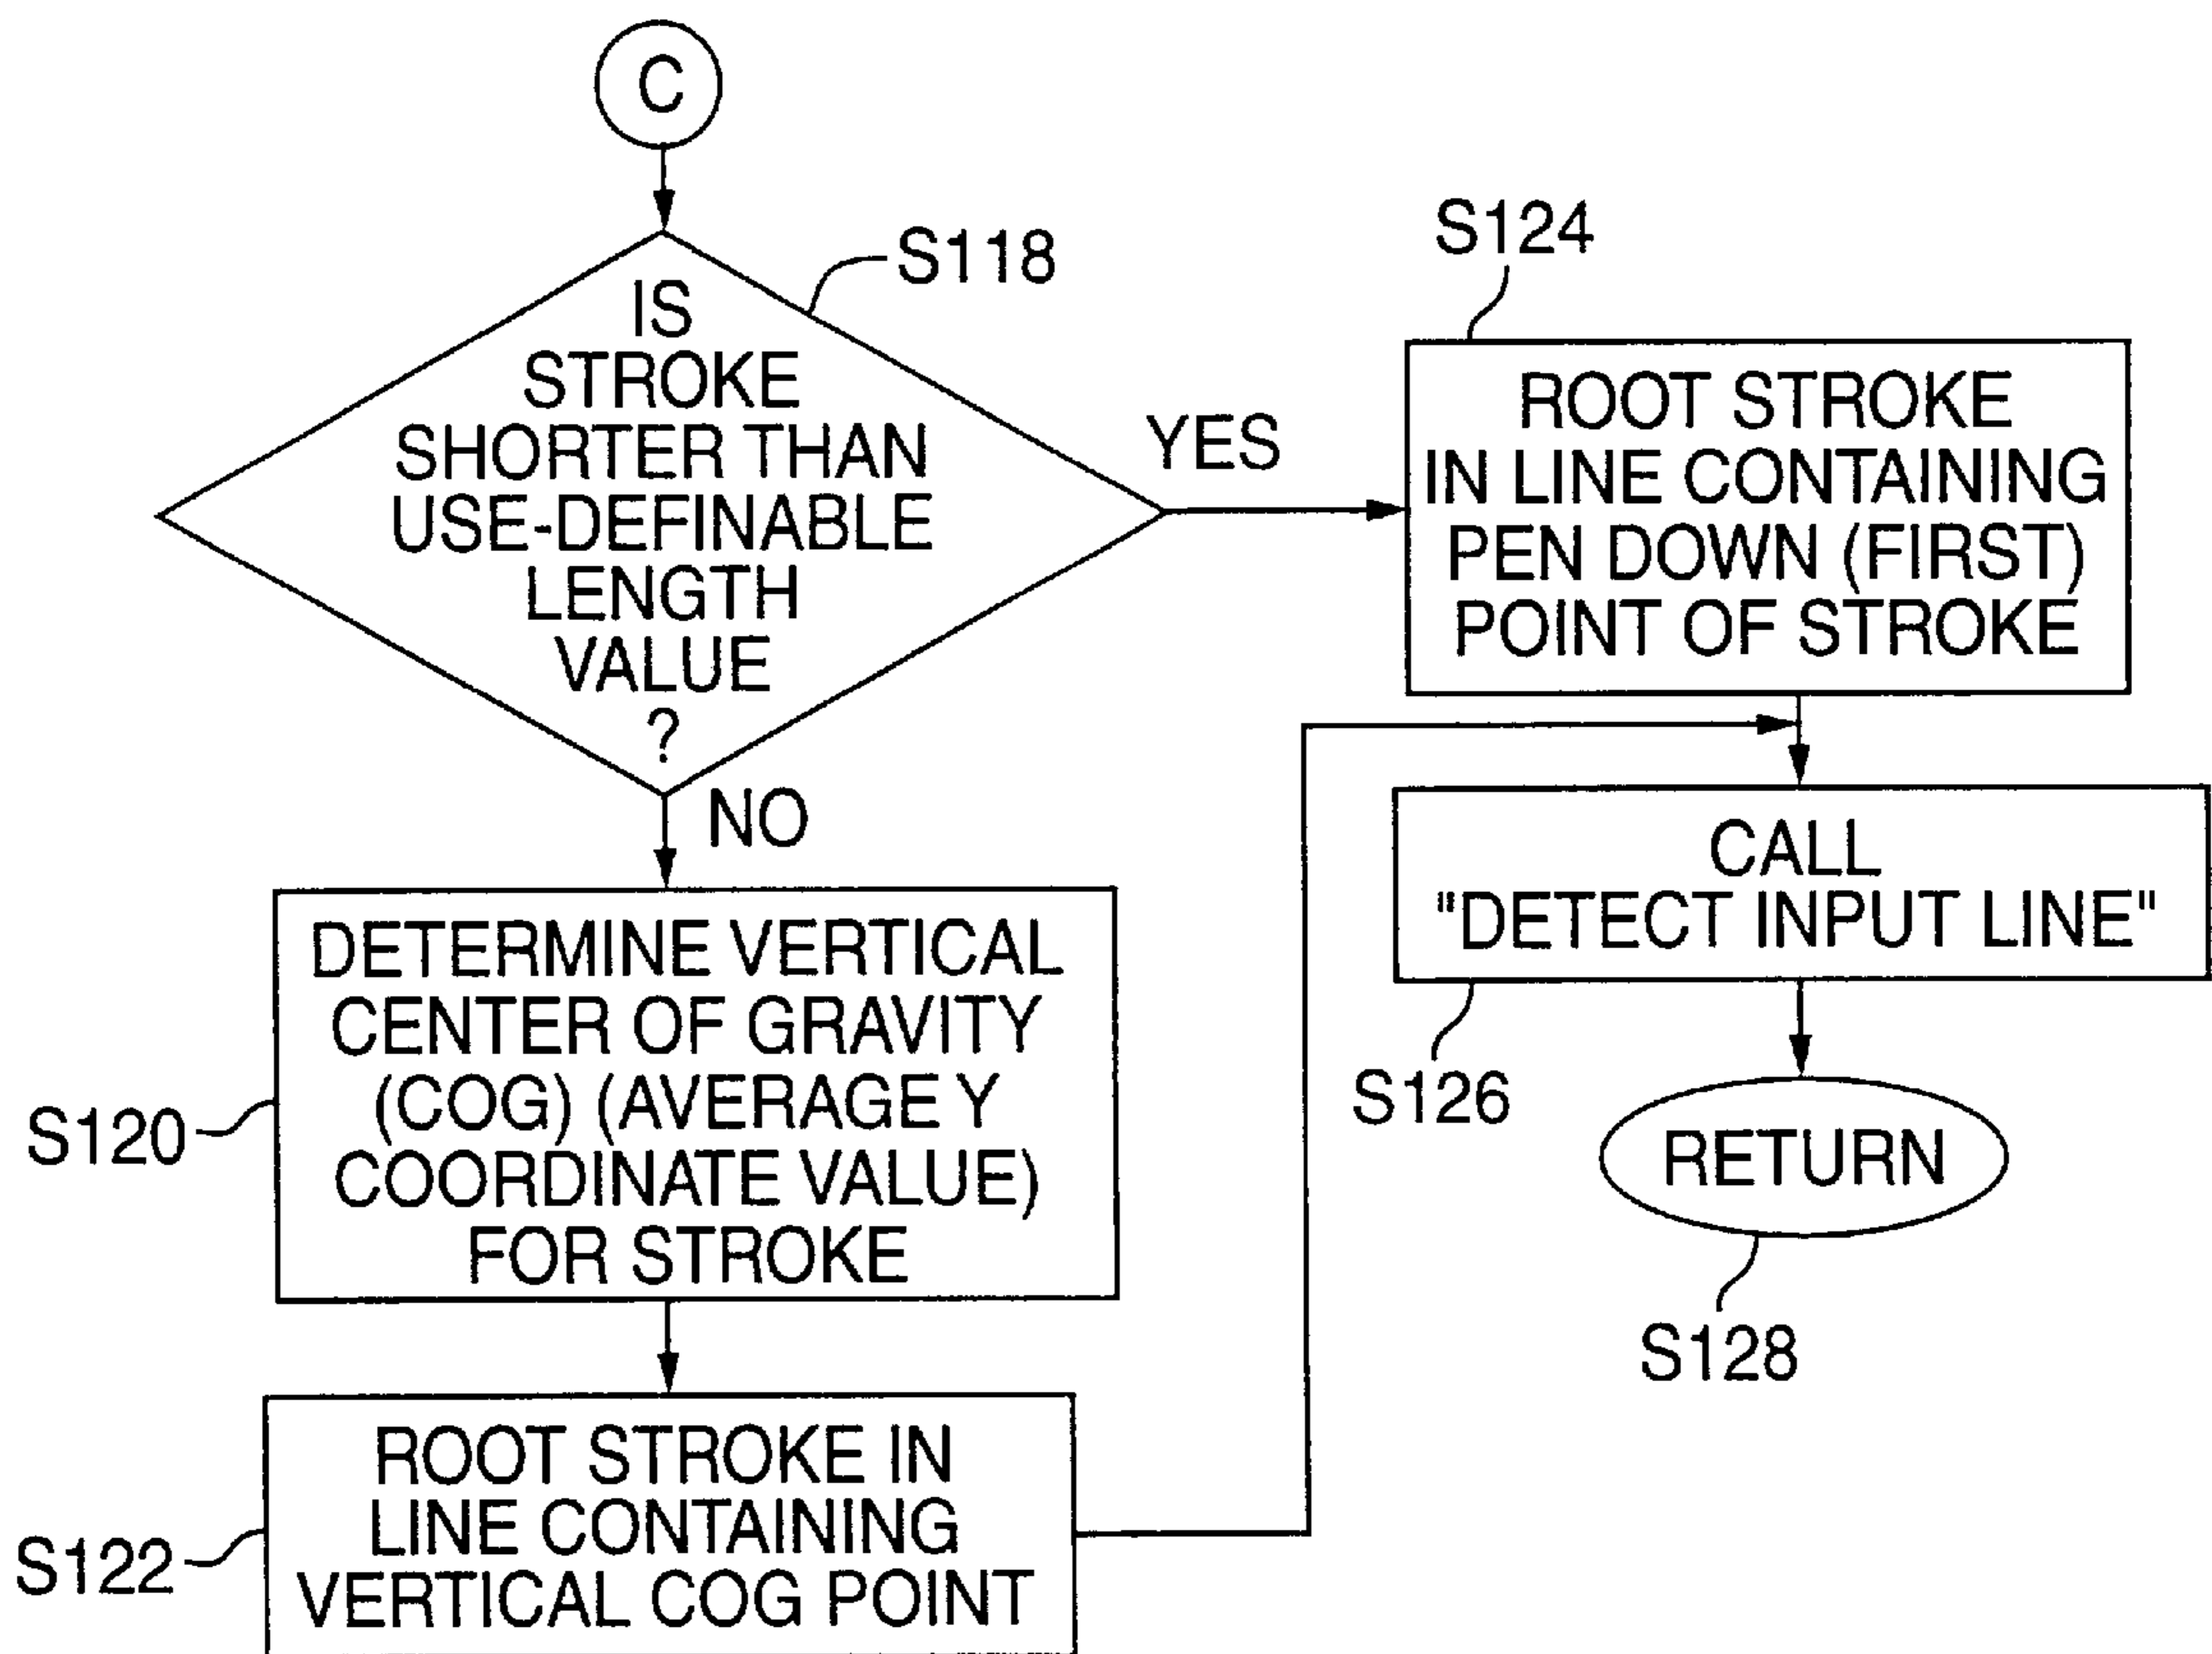 C
S118
IS
STROKE
SHORTER THAN
USE-DEFINABLE
LENGTH
VALUE
?
YES
NO
S120
DETERMINE VERTICAL
CENTER OF GRAVITY
(COG) (AVERAGE Y
COORDINATE VALUE)
FOR STROKE
S122
ROOT STROKE IN
LINE CONTAINING
VERTICAL COG POINT
S124
ROOT STROKE
IN LINE CONTAINING
PEN DOWN (FIRST)
POINT OF STROKE
CALL
"DETECT INPUT LINE"
S126
RETURN
S128